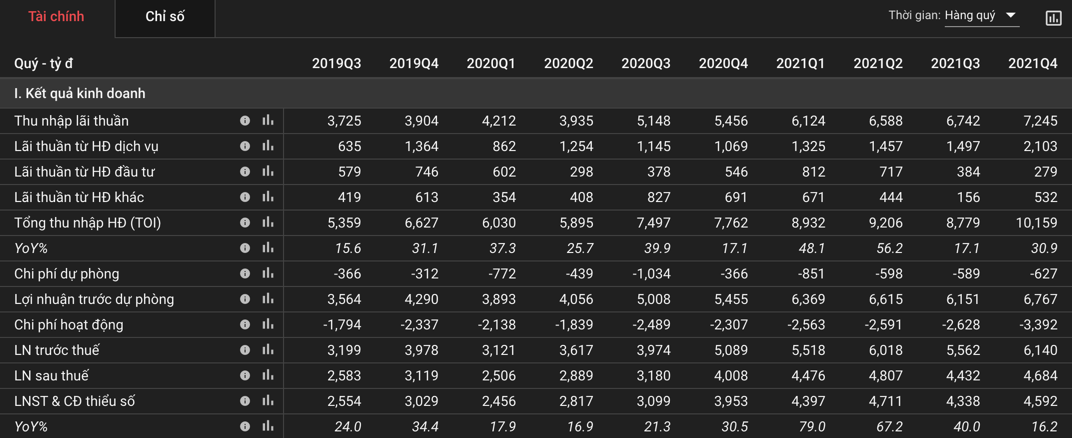 Tài chính Chỉ số Thời gian: Hàng quý
Quý - tỷ đ 2019Q3 2019Q4 2020Q1 2020Q2 2020Q3 2020Q4 2021Q1 2021Q2 2021Q3 2021Q4
I. Kết quả kinh doanh
Thu nhập lãi thuần 3,725 3,904 4,212 3,935 5,148 5,456 6,124 6,588 6,742 7,245
Lãi thuần từ HĐ dịch vụ 635 1,364 862 1,254 1,145 1,069 1,325 1,457 1,497 2,103
Lãi thuần từ HĐ đầu tư 579 746 602 298 378 546 812 717 384 279
Lãi thuần từ HĐ khác 419 613 354 408 827 691 671 444 156 532
Tổng thu nhập HĐ (TOI) 5,359 6,627 6,030 5,895 7,497 7,762 8,932 9,206 8,779 10,159
YoY% 15.6 31.1 37.3 25.7 39.9 17.1 48.1 56.2 17.1 30.9
Chi phí dự phòng -366 -312 -772 -439 -1,034 -366 -851 -598 -589 -627
Lợi nhuận trước dự phòng 3,564 4,290 3,893 4,056 5,008 5,455 6,369 6,615 6,151 6,767
Chi phí hoạt động -1,794 -2,337 -2,138 -1,839 -2,489 -2,307 -2,563 -2,591 -2,628 -3,392
LN trước thuế 3,199 3,978 3,121 3,617 3,974 5,089 5,518 6,018 5,562 6,140
LN sau thuế 2,583 3,119 2,506 2,889 3,180 4,008 4,476 4,807 4,432 4,684
LNST & CĐ thiểu số 2,554 3,029 2,456 2,817 3,099 3,953 4,397 4,711 4,338 4,592
YoY% 24.0 34.4 17.9 16.9 21.3 30.5 79.0 67.2 40.0 16.2